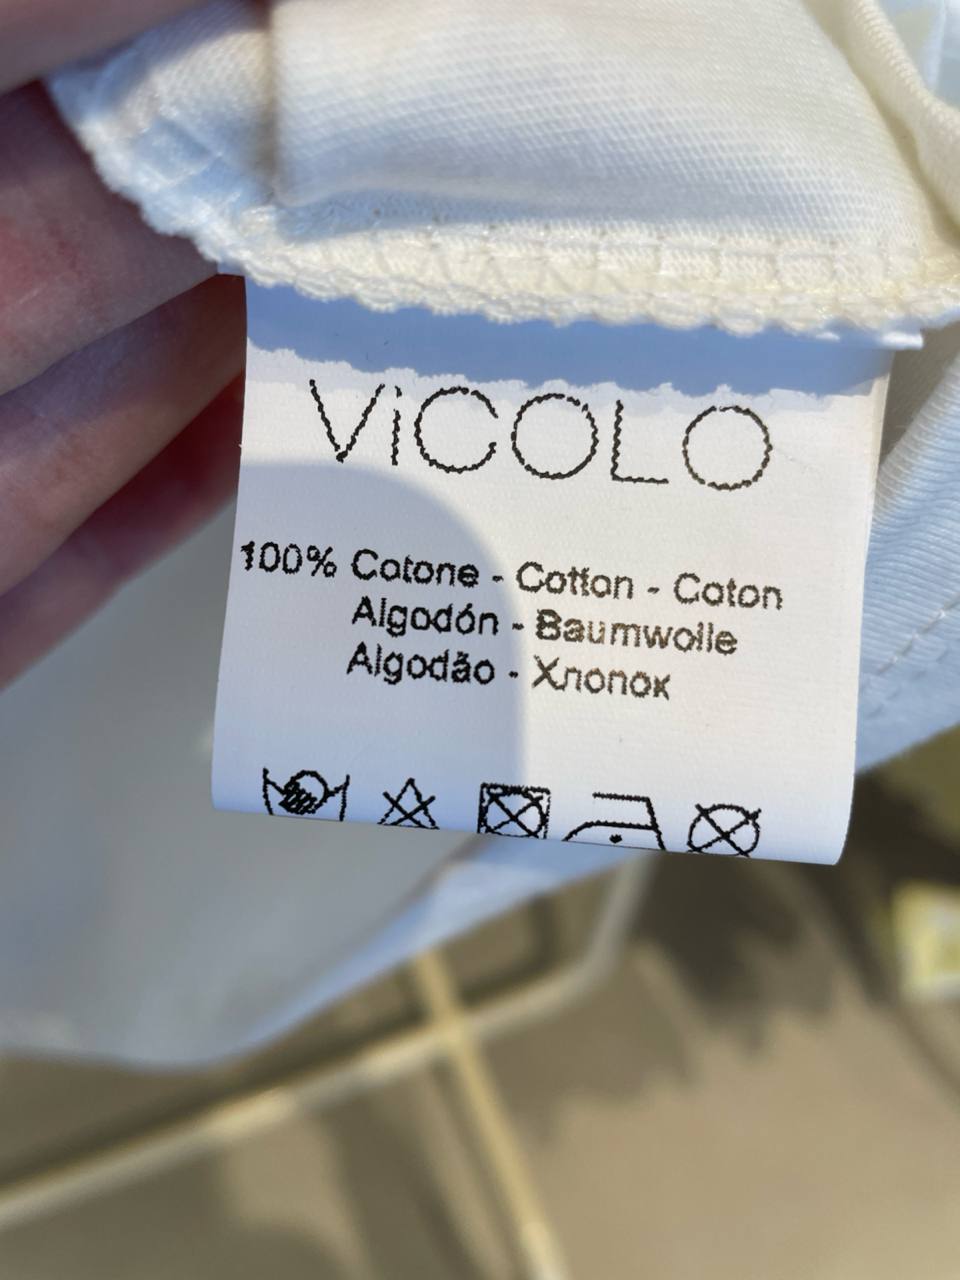 ViCOLO
100% Cotone - Cotton - Coton
Algodón - Baumwolle
Algodão - Хлопок